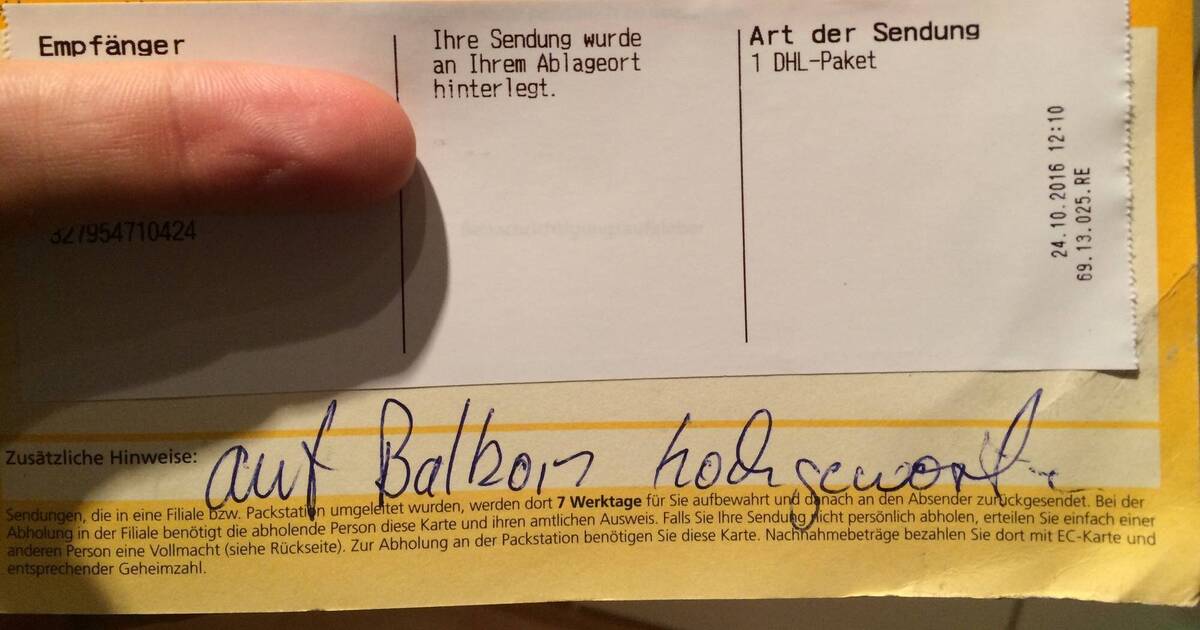 Empfänger
Ihre Sendung wurde
an Ihrem Ablageort
hinterlegt.
Art der Sendung
1 DHL-Paket
327954710424
24.10.2016 12:10
69.13.025.RE
Zusätzliche Hinweise: auf Balkon hochgeworf.
Sendungen, die in eine Filiale bzw. Packstation umgeleitet wurden, werden dort 7 Werktage für Sie aufbewahrt und danach an den Absender zurückgesendet. Bei der
Abholung in der Filiale benötigt die abholende Person diese Karte und ihren amtlichen Ausweis. Falls Sie Ihre Sendung nicht persönlich abholen, erteilen Sie einfach einer
anderen Person eine Vollmacht (siehe Rückseite). Zur Abholung an der Packstation benötigen Sie diese Karte. Nachnahmebeträge bezahlen Sie dort mit EC-Karte und
entsprechender Geheimzahl.